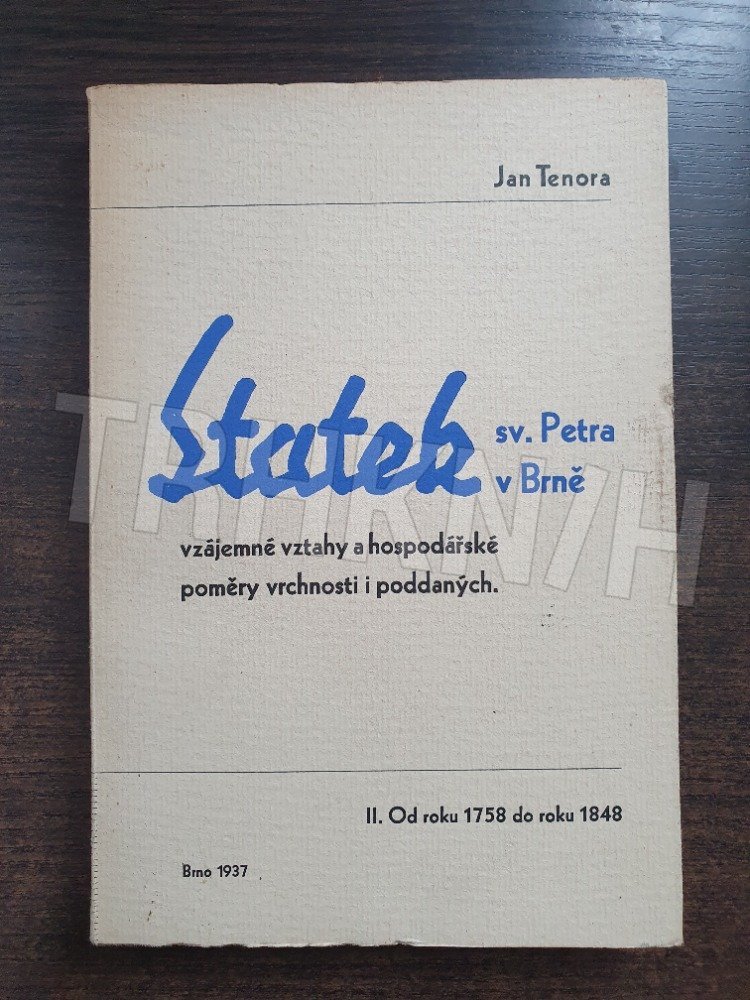 Jan Tenora
Statek sv. Petra
v Brně
vzájemné vztahy a hospodářské
poměry vrchnosti i poddaných.
II. Od roku 1758 do roku 1848
Brno 1937
TRHKNIH